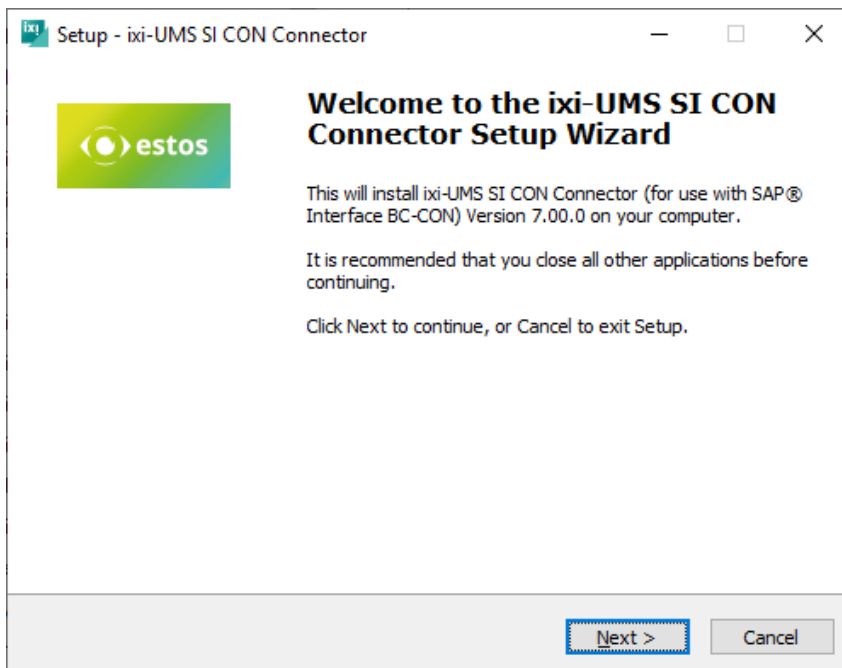 ixi
Setup - ixi-UMS SI CON Connector
estos
Welcome to the ixi-UMS SI CON
Connector Setup Wizard
This will install ixi-UMS SI CON Connector (for use with SAP®
Interface BC-CON) Version 7.00.0 on your computer.
It is recommended that you close all other applications before
continuing.
Click Next to continue, or Cancel to exit Setup.
Next >
Cancel